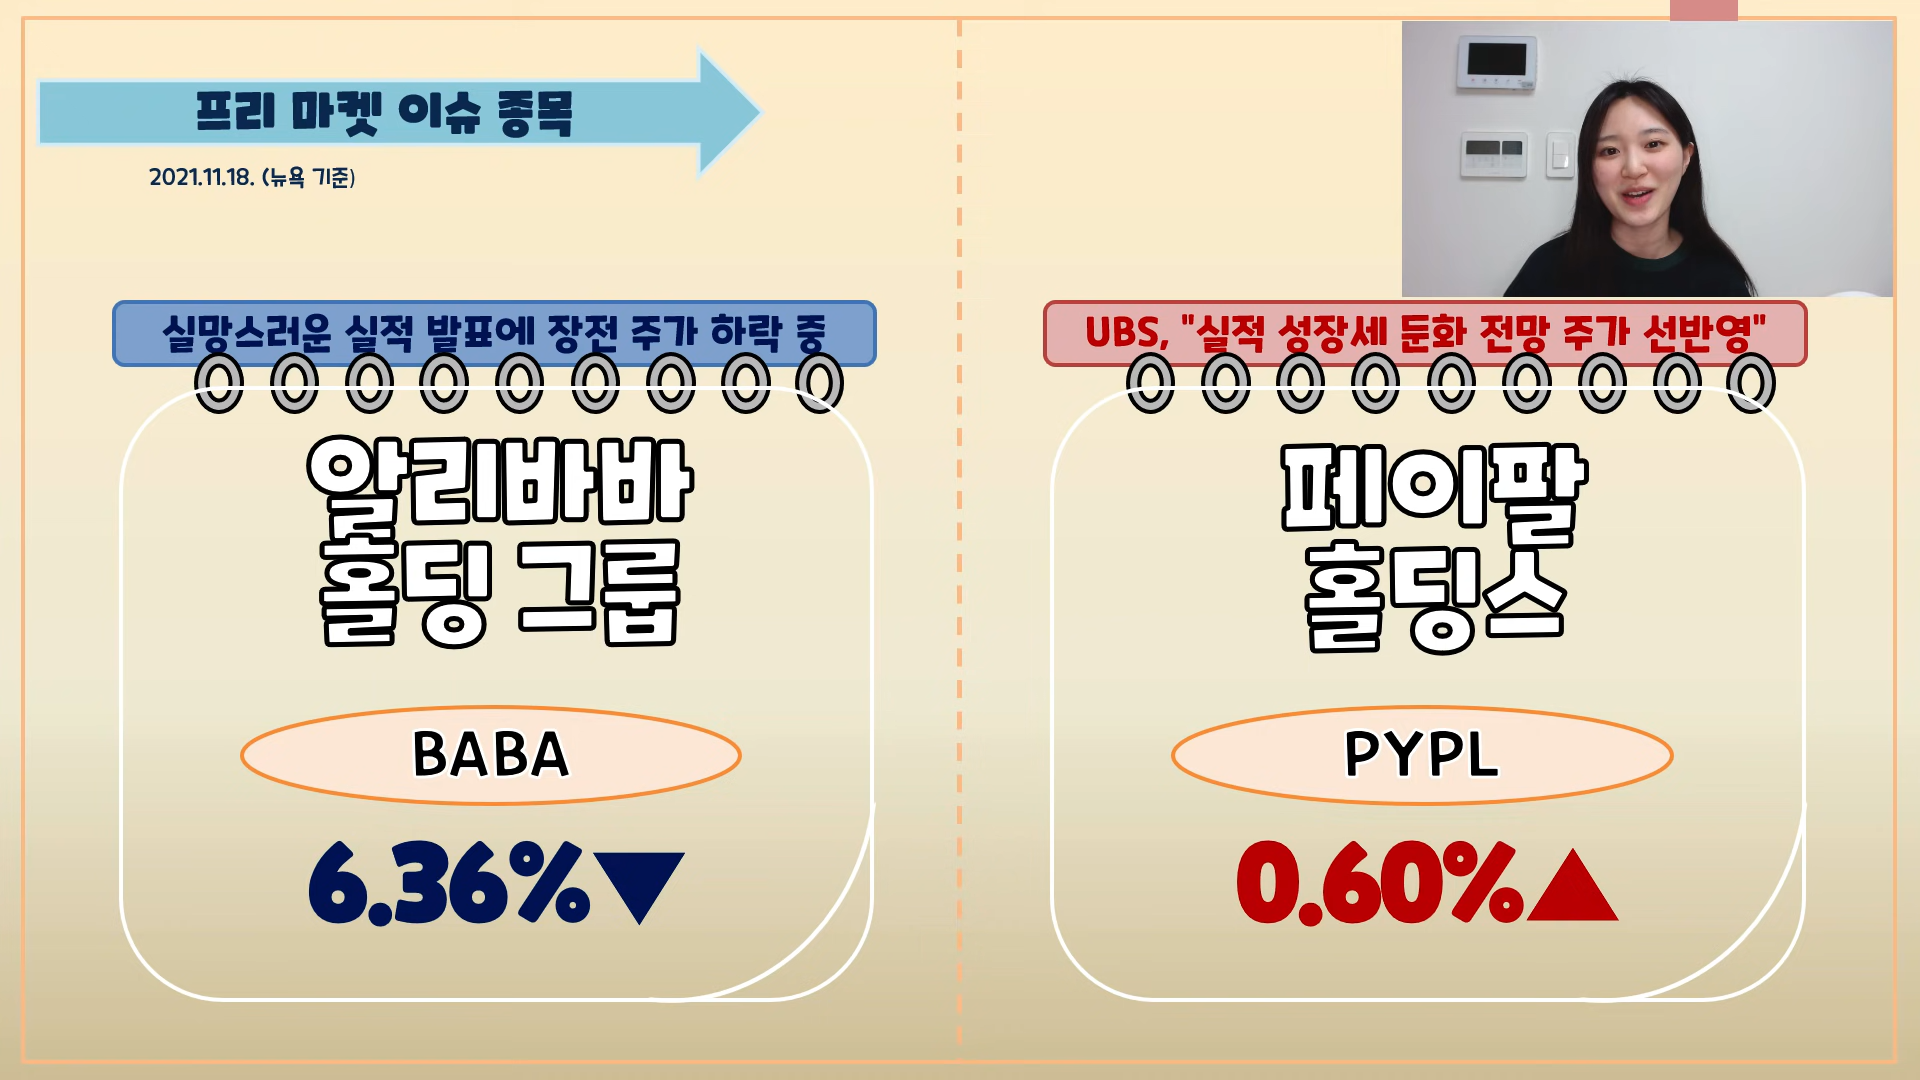 프리 마켓 이슈 종목
2021.11.18. (뉴욕 기준)
실망스러운 실적 발표에 장전 주가 하락 중
알리바바
홀딩 그룹
BABA
6.36%▼
UBS, "실적 성장세 둔화 전망 주가 선반영"
페이팔
홀딩스
PYPL
0.60%▲